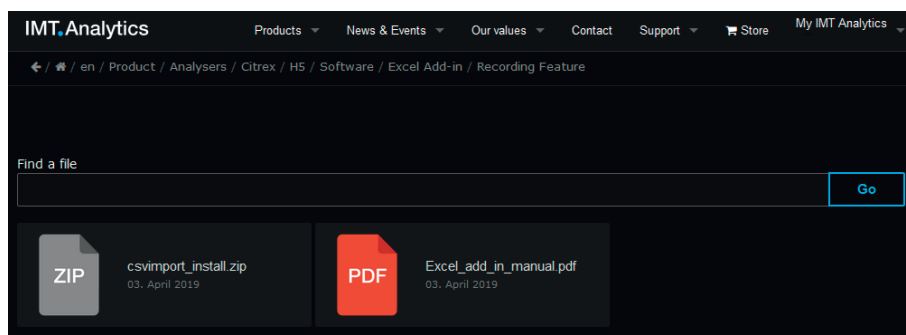 IMT.Analytics Products News & Events Our values Contact Support Store My IMT Analytics
/ / en / Product / Analysers / Citrex / H5 / Software / Excel Add-in / Recording Feature
Find a file
Go
ZIP
csvimport_install.zip
03. April 2019
PDF
Excel_add_in_manual.pdf
03. April 2019